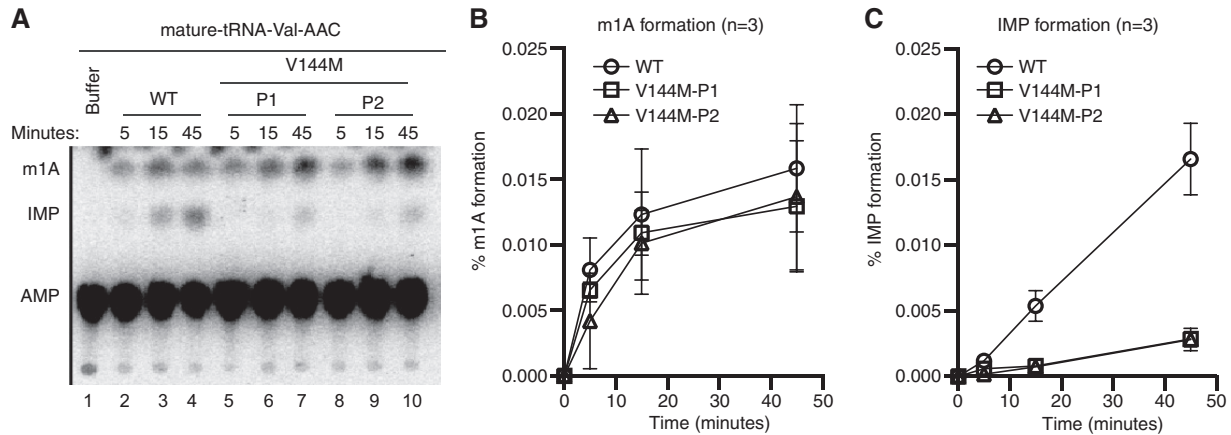 A
mature-tRNA-Val-AAC
Buffer
V144M
WT
P1
P2
Minutes: 5 15 45 5 15 45 8 15 45
m1A
IMP
AMP
1 2 3 4 5 6 7 8 9 10
B
m1A formation (n=3)
WT
V144M-P1
V144M-P2
% m1A formation
0.025
0.020
0.015
0.010
0.005
0.000
0 10 20 30 40 50
Time (minutes)
C
IMP formation (n=3)
WT
V144M-P1
V144M-P2
% IMP formation
0.025
0.020
0.015
0.010
0.005
0.000
0 10 20 30 40 50
Time (minutes)